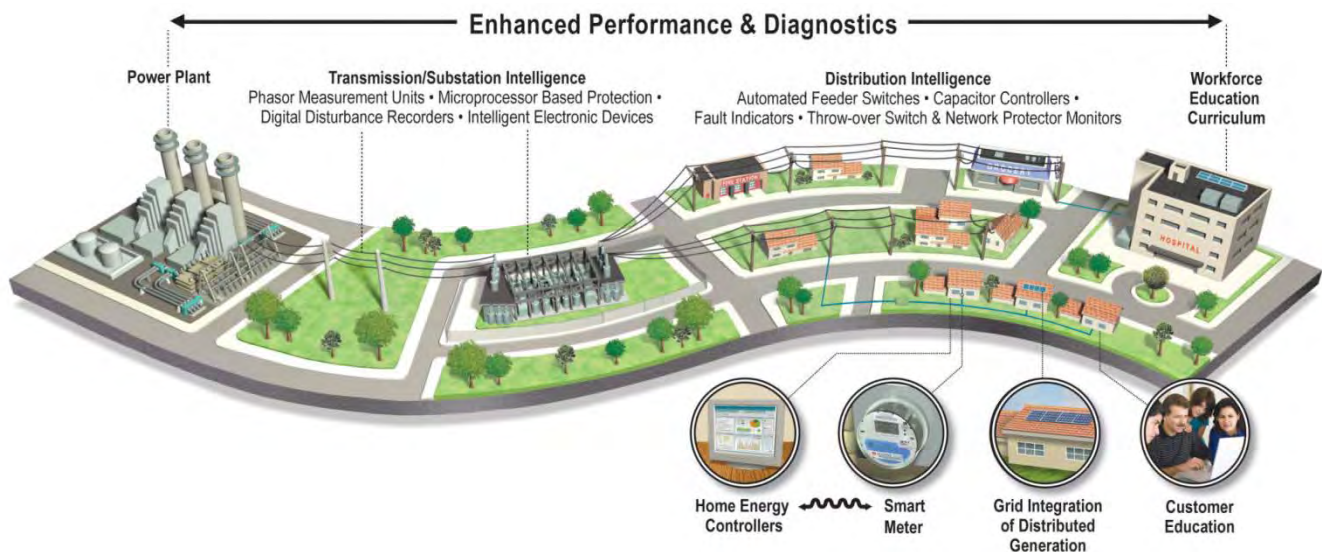 Enhanced Performance & Diagnostics
Power Plant
Transmission/Substation Intelligence
Phasor Measurement Units • Microprocessor Based Protection •
Digital Disturbance Recorders • Intelligent Electronic Devices
Distribution Intelligence
Automated Feeder Switches • Capacitor Controllers •
Fault Indicators • Throw-over Switch & Network Protector Monitors
Workforce
Education
Curriculum
FIRE STATION
GROCERY
HOSPITAL
Home Energy
Controllers
Smart
Meter
Grid Integration
of Distributed
Generation
Customer
Education